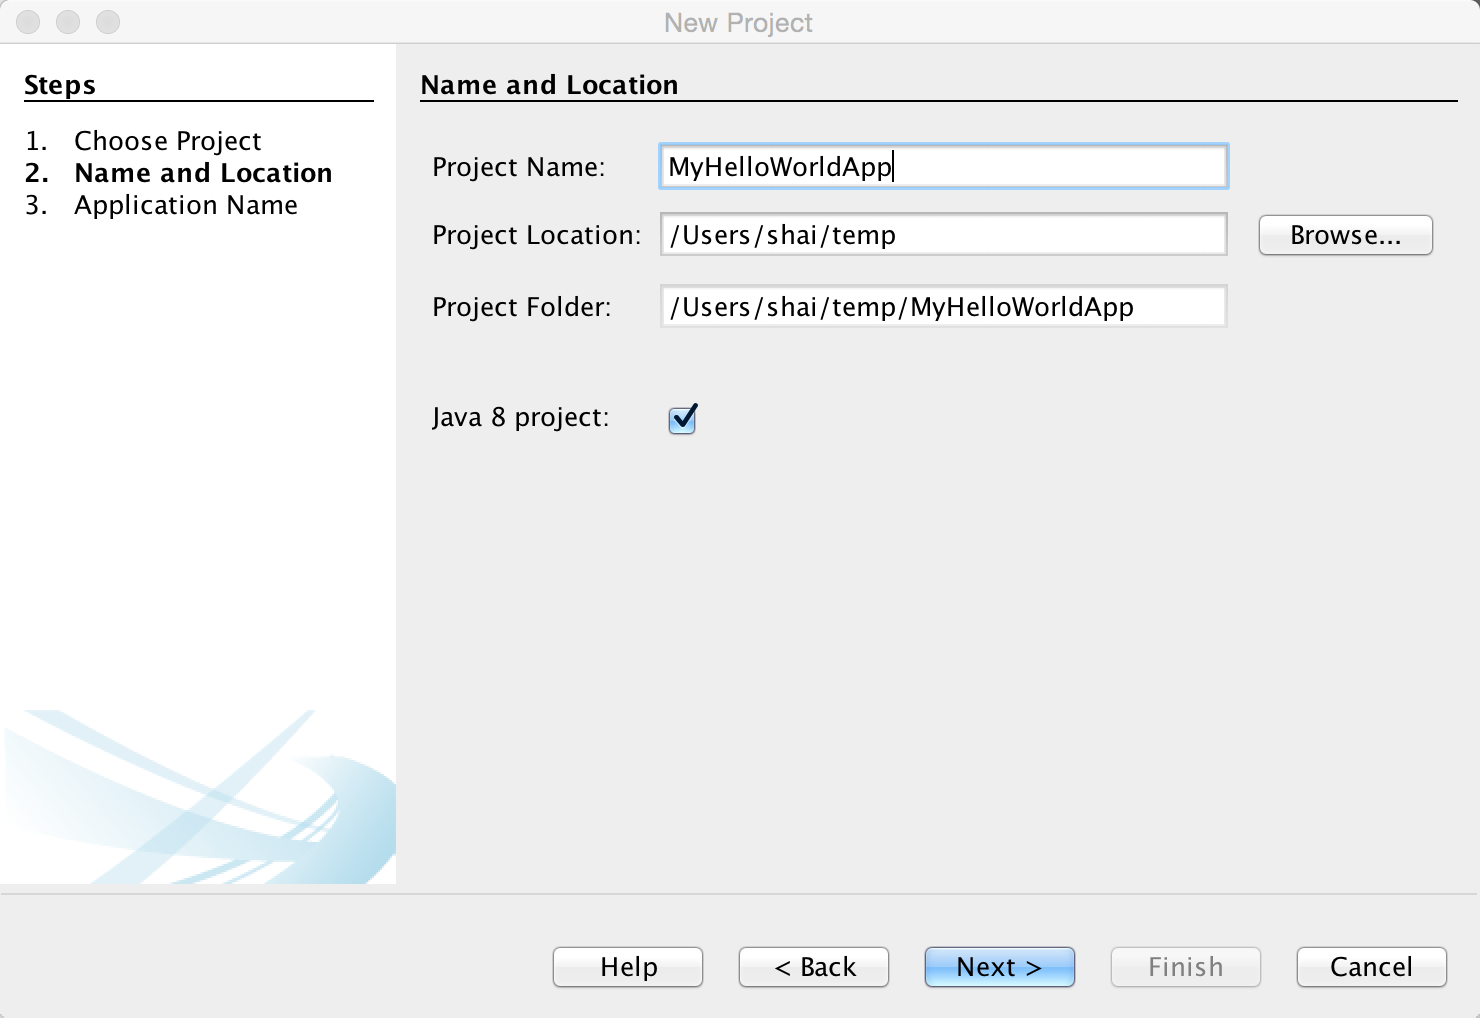 New Project
Steps
1. Choose Project
2. Name and Location
3. Application Name
Name and Location
Project Name: MyHelloWorldApp
Project Location: /Users/shai/temp Browse...
Project Folder: /Users/shai/temp/MyHelloWorldApp
Java 8 project:
Help < Back Next > Finish Cancel